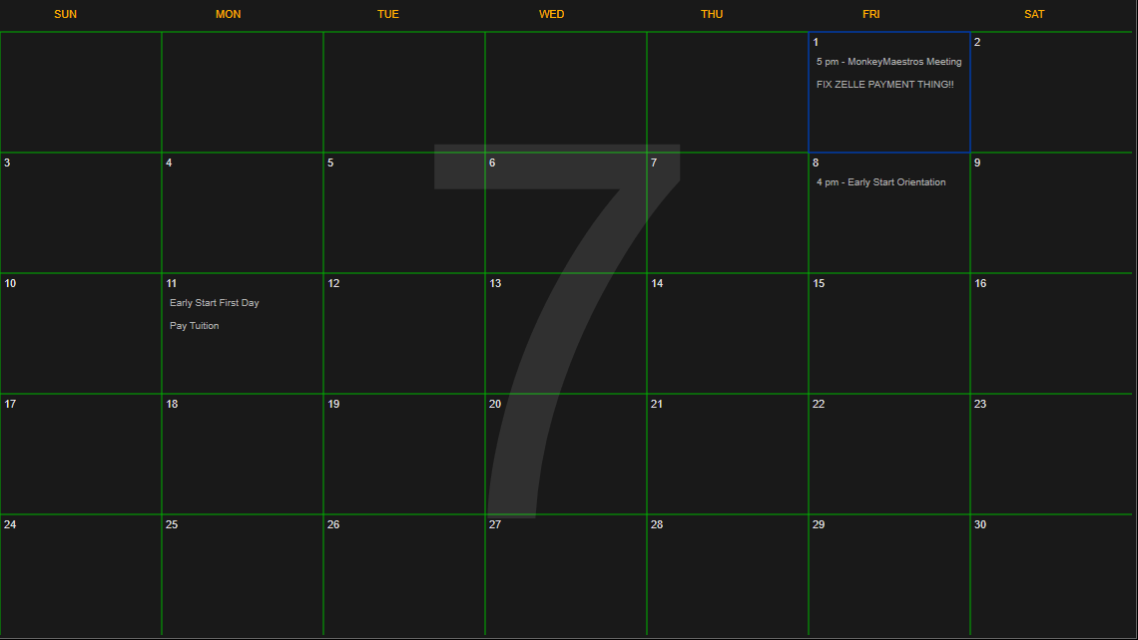 SUN MON TUE WED THU FRI SAT
1 2
5 pm - MonkeyMaestros Meeting
FIX ZELLE PAYMENT THING!!
7
3 4 5 6 7 8 9
4 pm - Early Start Orientation
10 11 12 13 14 15 16
Early Start First Day
Pay Tuition
17 18 19 20 21 22 23
24 25 26 27 28 29 30